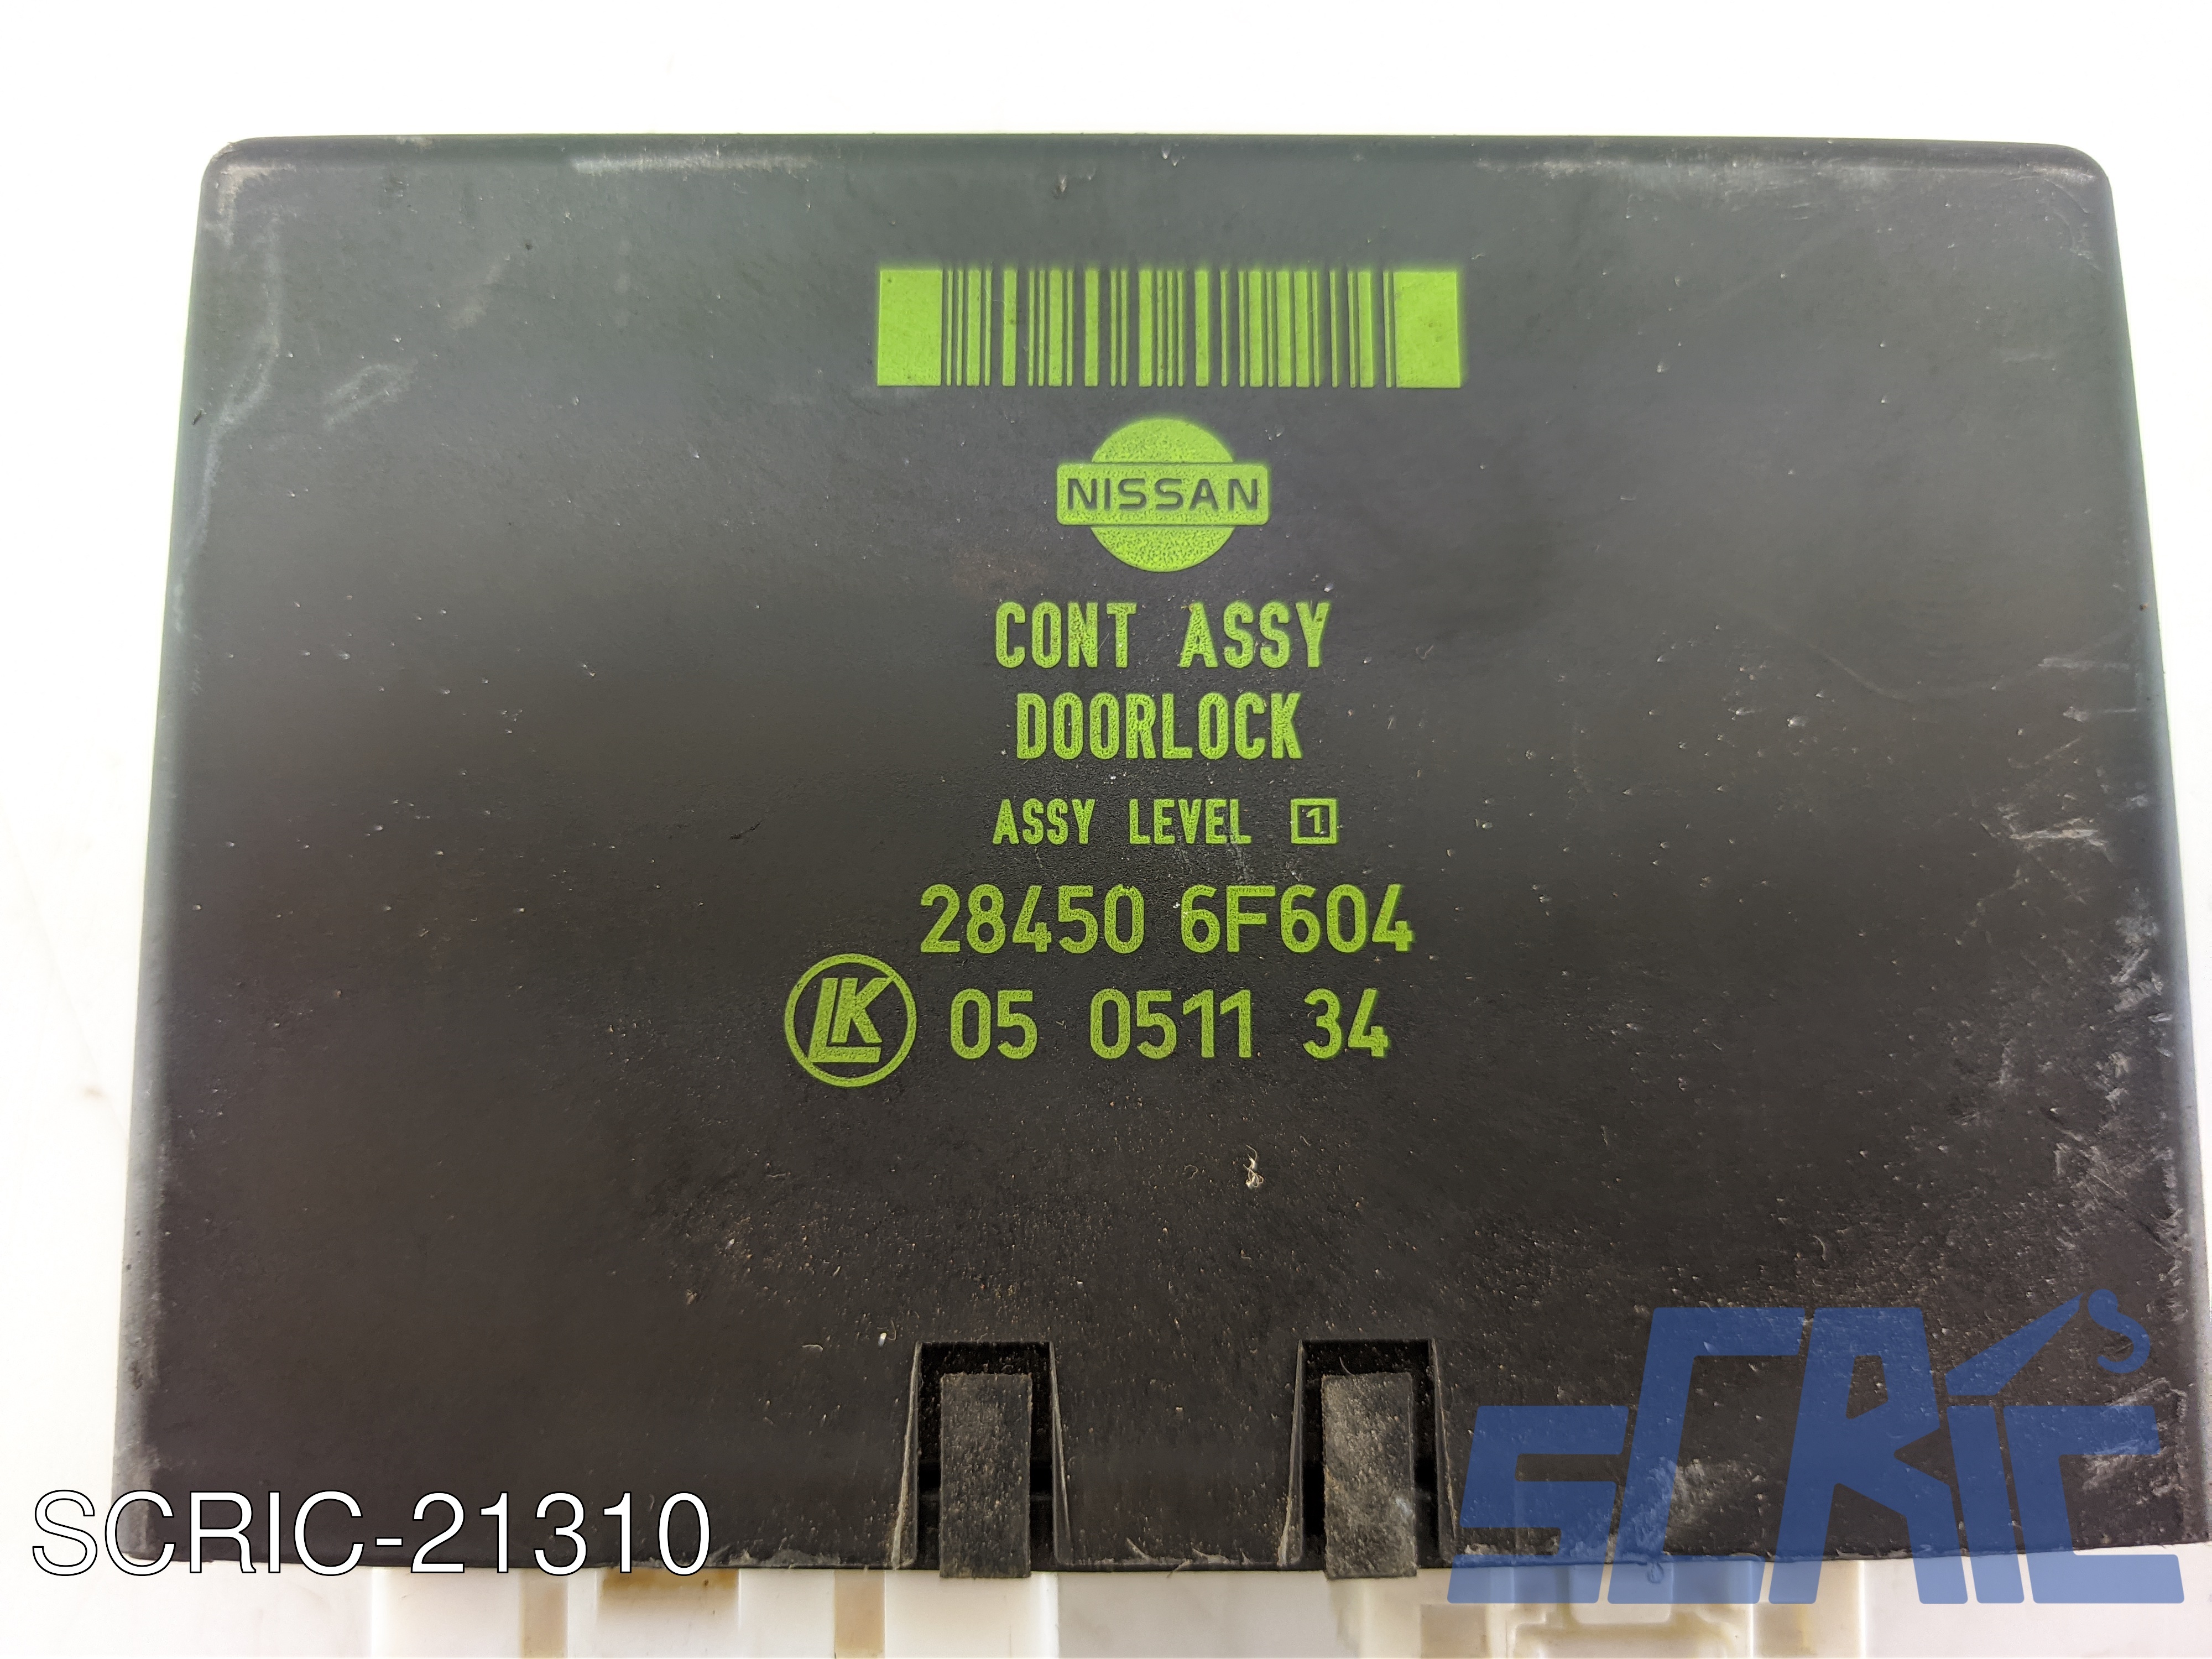 NISSAN
CONT ASSY
DOORLOCK
ASSY LEVEL 1
28450 6F604
LK 05 0511 34
SCRIC'S
SCRIC-21310